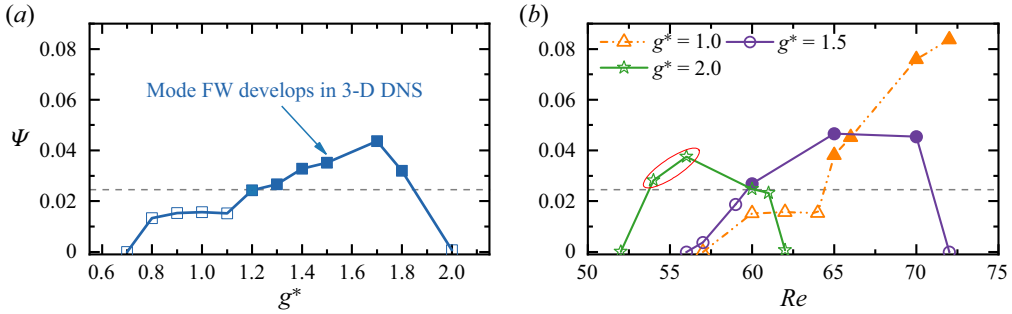 (a)
(b)
0.08
0.06
0.04
0.02
0
Ψ
Mode FW develops in 3-D DNS
0.6 0.8 1.0 1.2 1.4 1.6 1.8 2.0
g*
g* = 1.0
g* = 1.5
g* = 2.0
0.08
0.06
0.04
0.02
0
50 55 60 65 70 75
Re